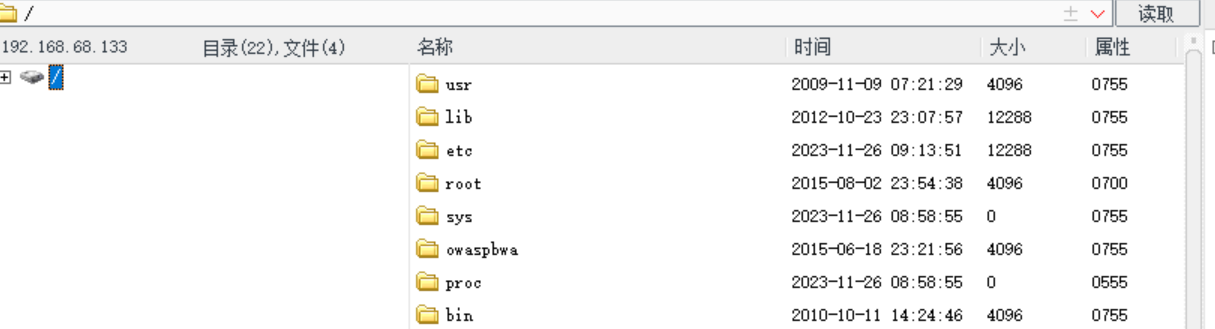 / 读取
192.168.68.133 目录(22),文件(4) 名称 时间 大小 属性
/ usr 2009-11-09 07:21:29 4096 0755
lib 2012-10-23 23:07:57 12288 0755
etc 2023-11-26 09:13:51 12288 0755
root 2015-08-02 23:54:38 4096 0700
sys 2023-11-26 08:58:55 0 0755
owaspbwa 2015-06-18 23:21:56 4096 0755
proc 2023-11-26 08:58:55 0 0555
bin 2010-10-11 14:24:46 4096 0755